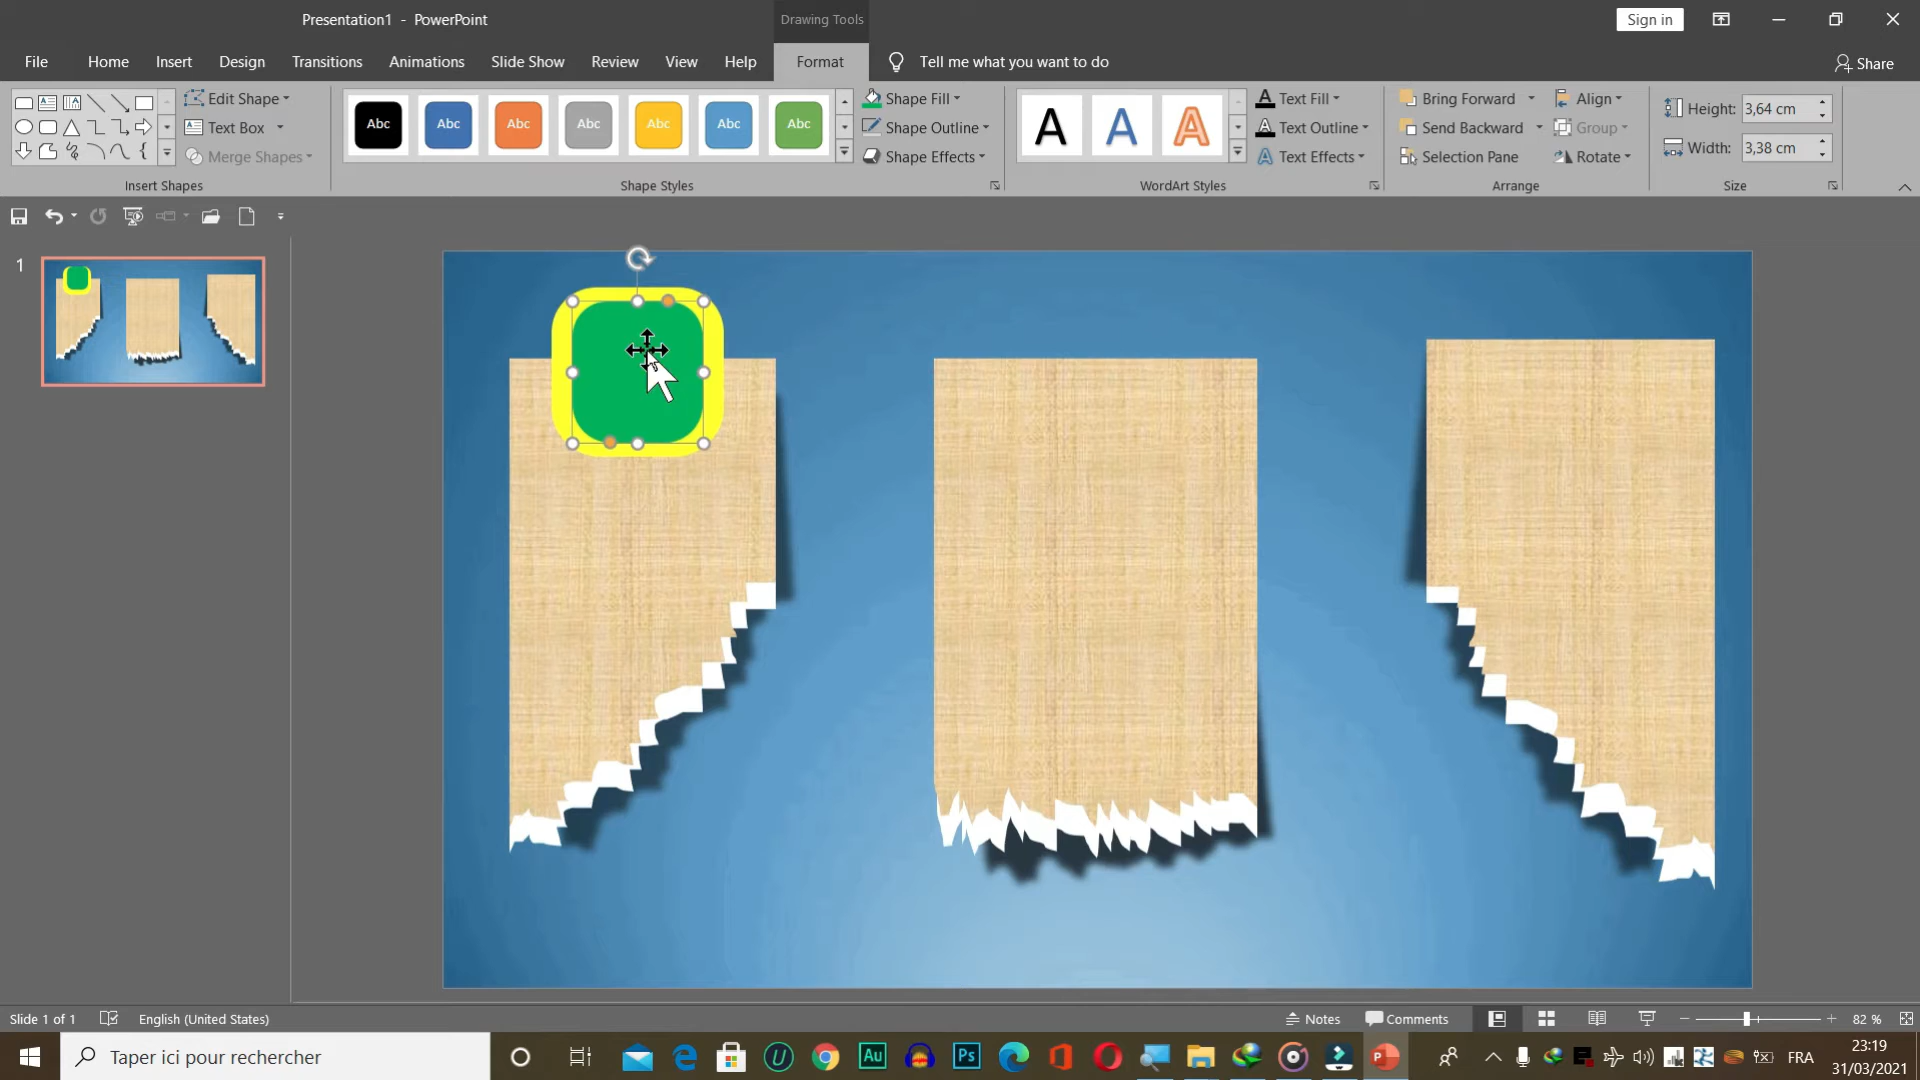 Presentation1 - PowerPoint
Drawing Tools
Sign in
File Home Insert Design Transitions Animations Slide Show Review View Help Format Tell me what you want to do Share
Edit Shape
Text Box
Merge Shapes
Insert Shapes
Abc Abc Abc Abc Abc Abc Abc
Shape Fill
Shape Outline
Shape Effects
Shape Styles
A A A
Text Fill
Text Outline
Text Effects
WordArt Styles
Bring Forward
Send Backward
Selection Pane
Align
Group
Rotate
Arrange
Height: 3,64 cm
Width: 3,38 cm
Size
1
Slide 1 of 1 English (United States) Notes Comments 82 %
Taper ici pour rechercher
Au
Ps
FRA
23:19
31/03/2021